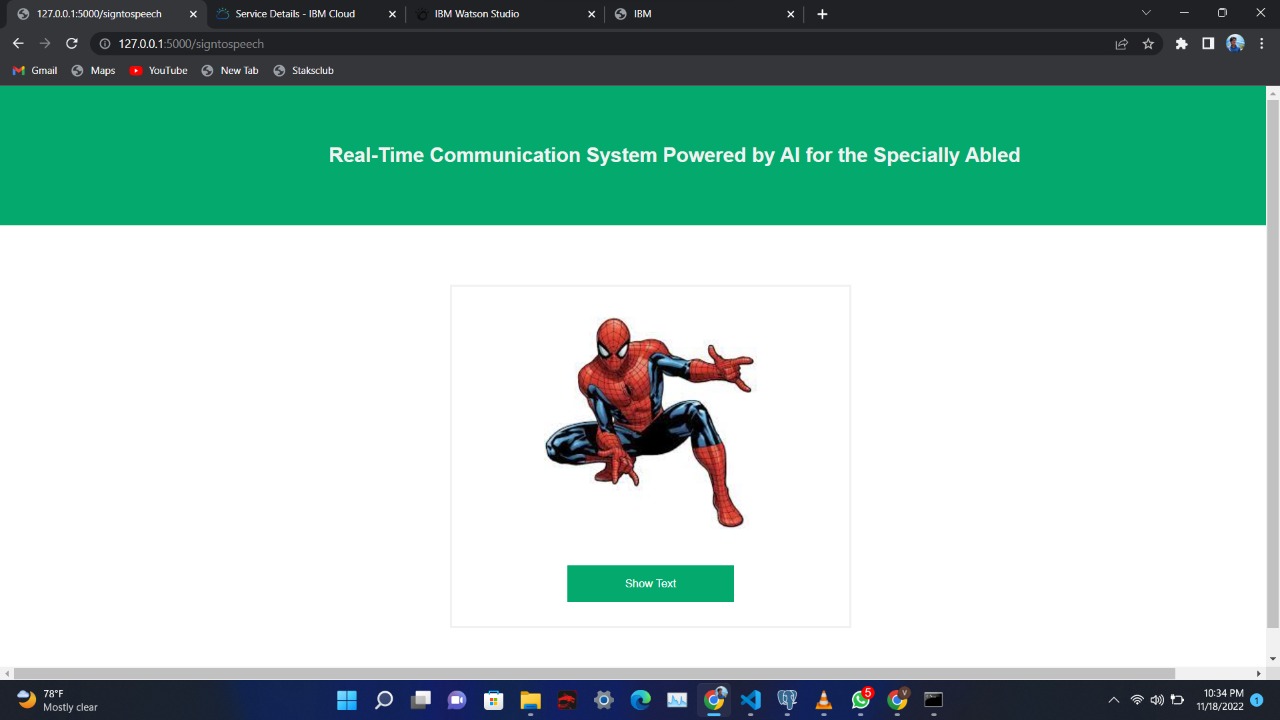 127.0.0.1:5000/signtospeech
Service Details - IBM Cloud
IBM Watson Studio
IBM
127.0.0.1:5000/signtospeech
Gmail
Maps
YouTube
New Tab
Staksclub
Real-Time Communication System Powered by AI for the Specially Abled
Show Text
78°F
Mostly clear
5
V
10:34 PM
11/18/2022
1